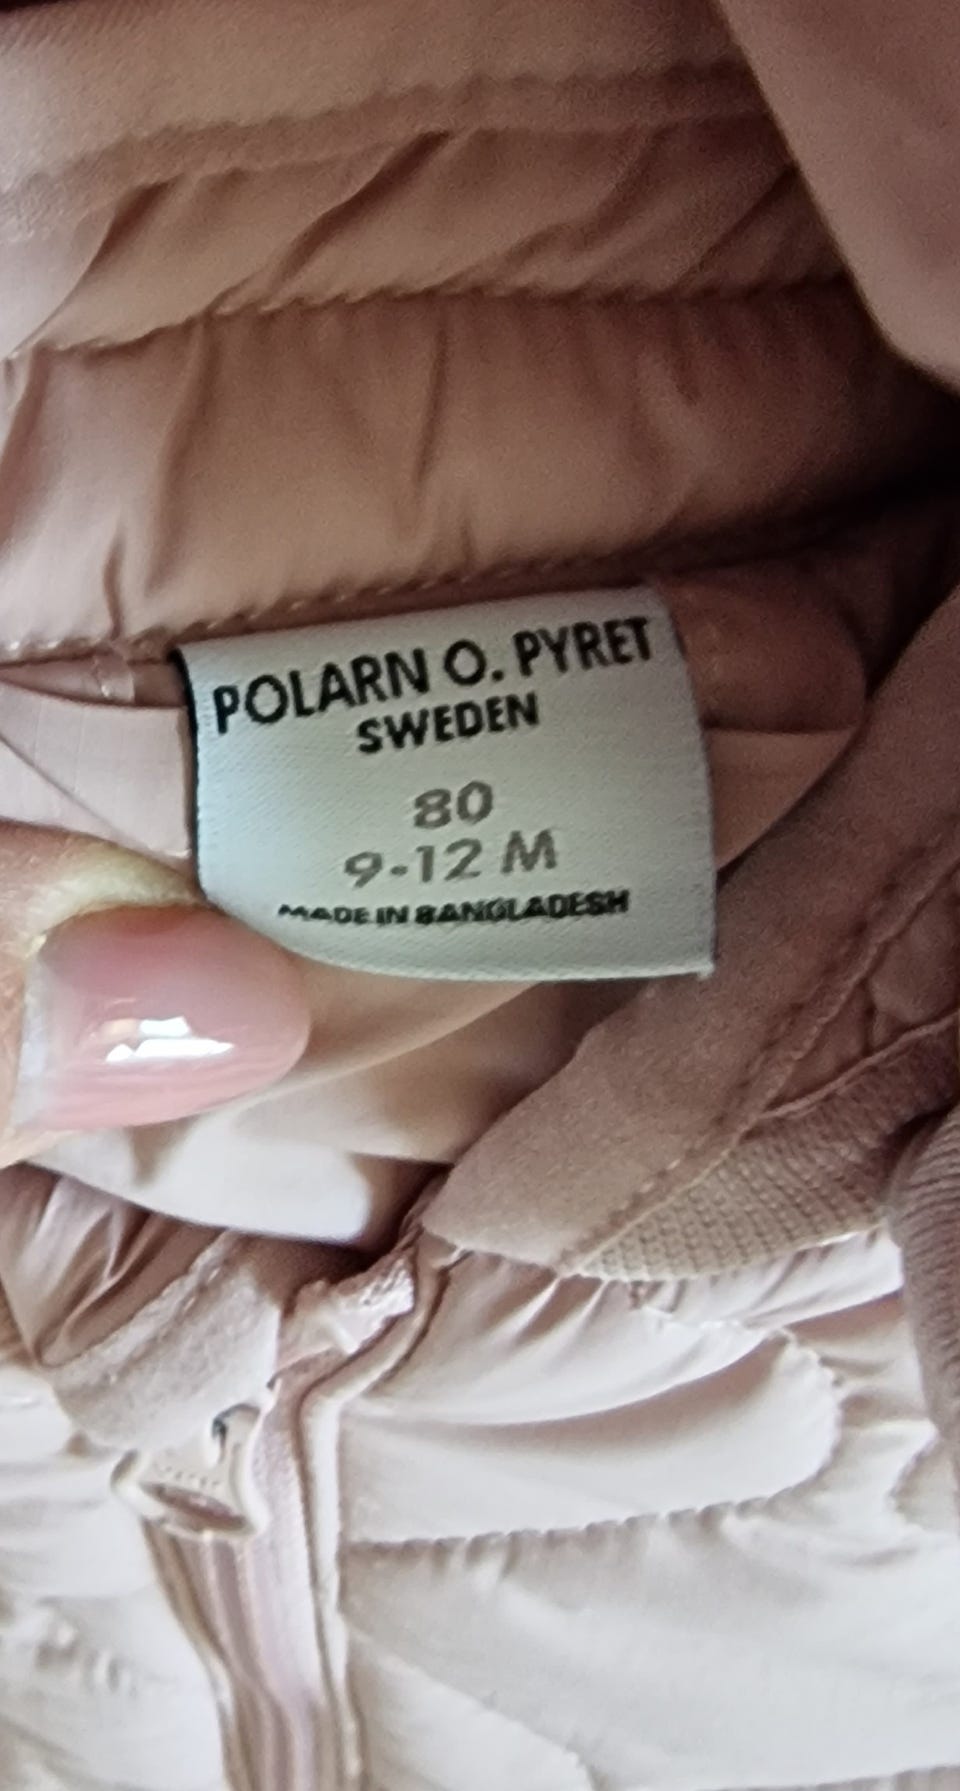 POLARN O. PYRET
SWEDEN
80
9-12 M
MADE IN BANGLADESH